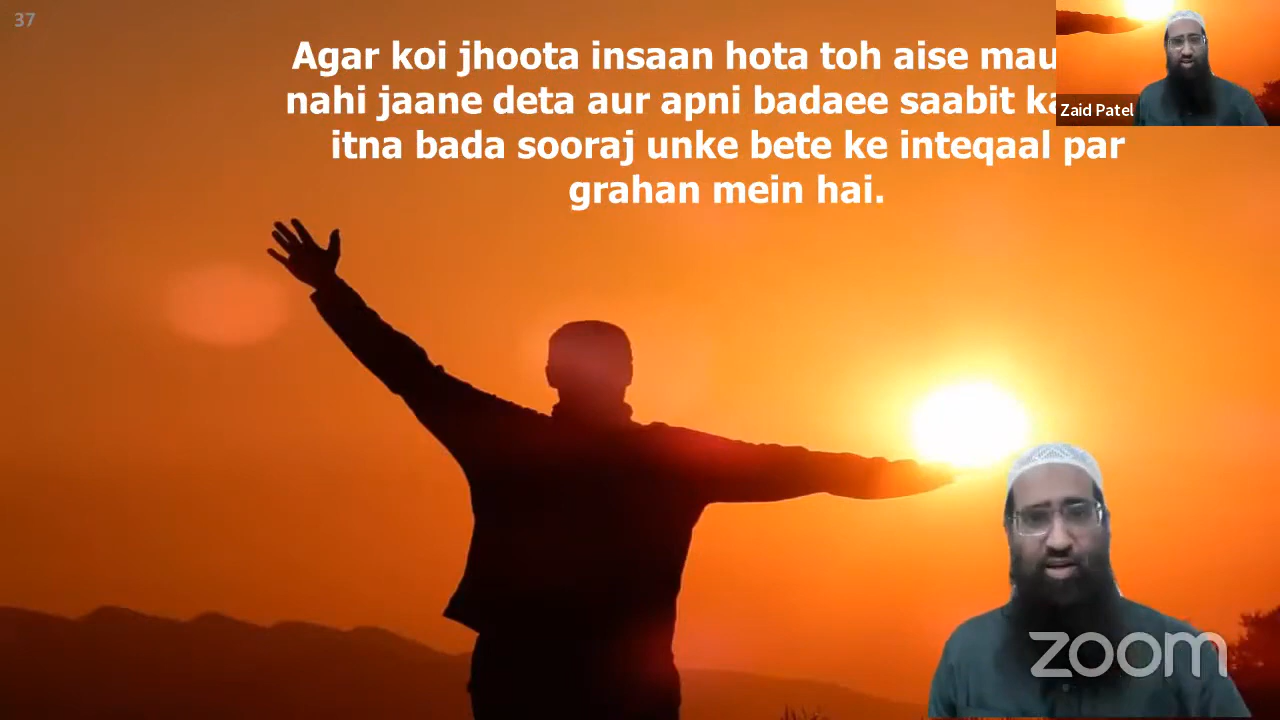 37
Agar koi jhoota insaan hota toh aise
nahi jaane deta aur apni badaee saabit
itna bada sooraj unke bete ke inteqaal par
grahan mein hai.
Zaid Patel
zoom